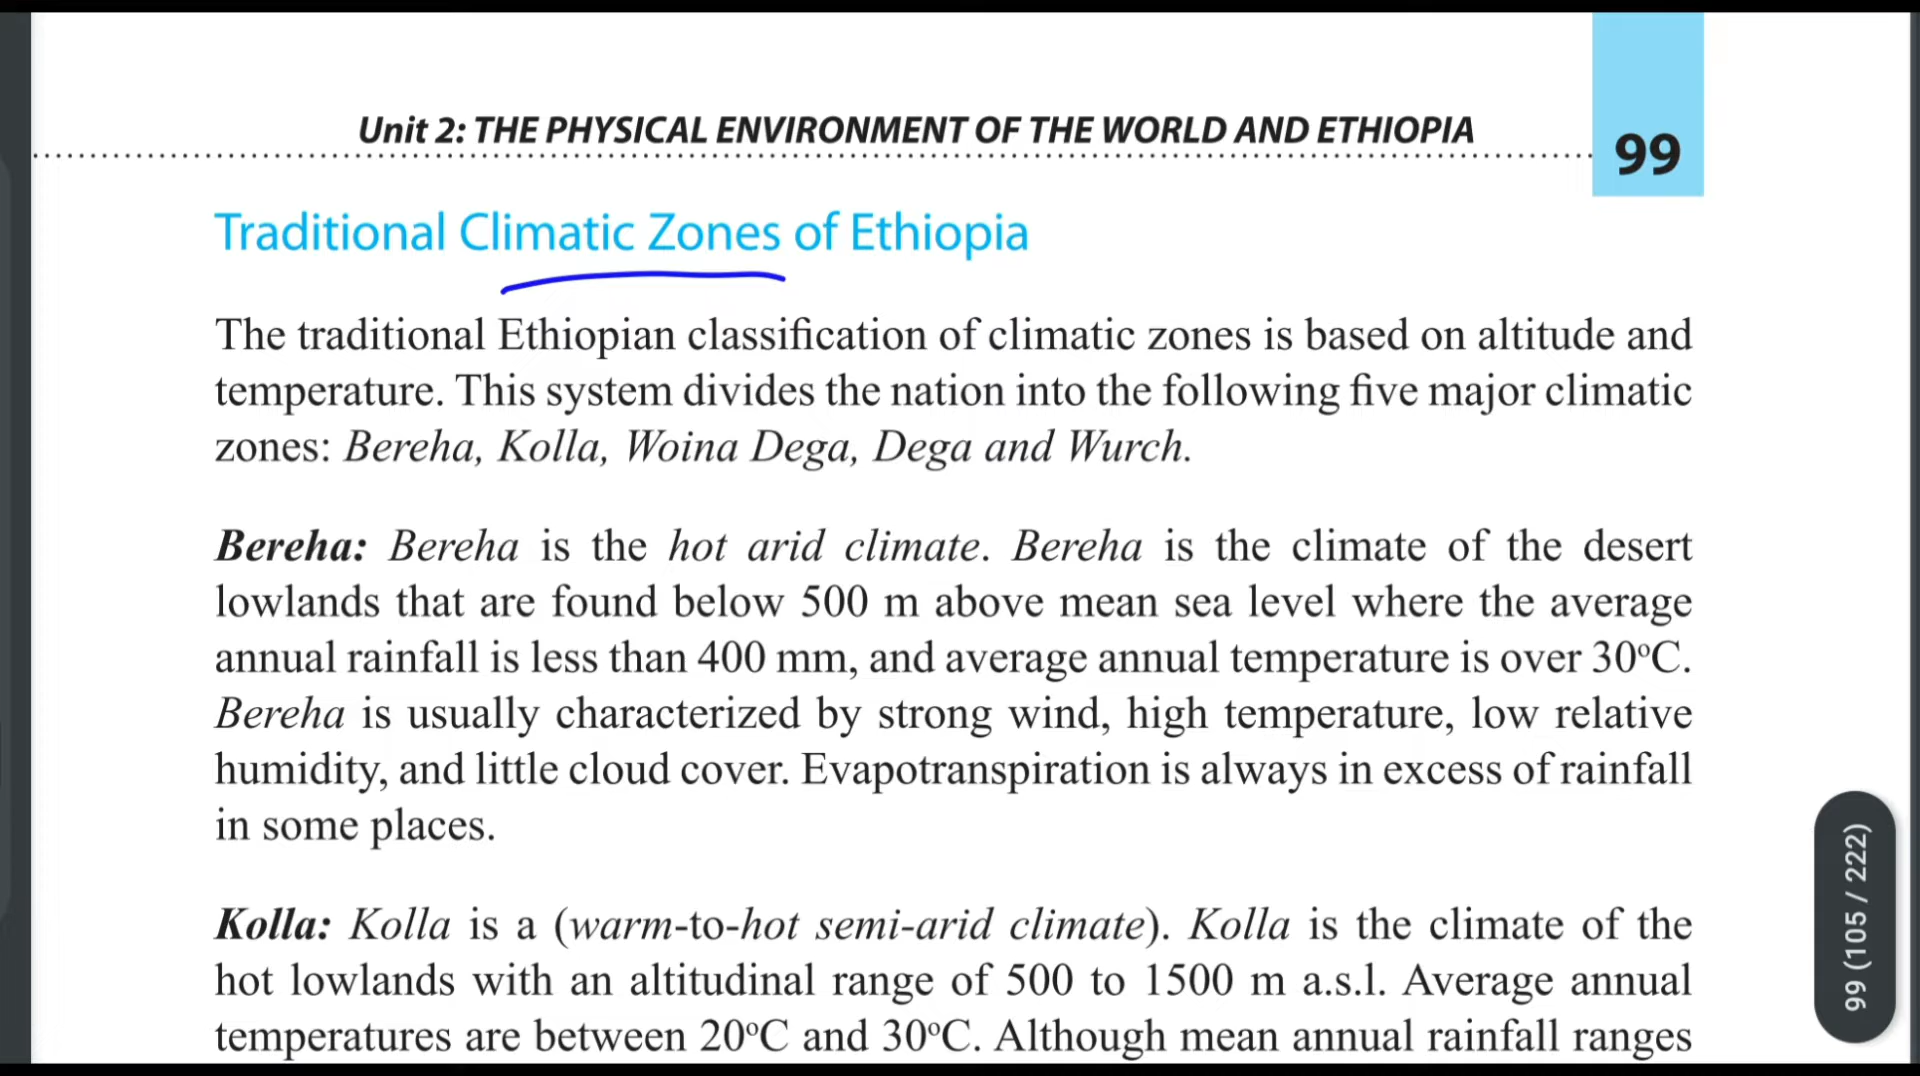 Unit 2: THE PHYSICAL ENVIRONMENT OF THE WORLD AND ETHIOPIA
99
Traditional Climatic Zones of Ethiopia
The traditional Ethiopian classification of climatic zones is based on altitude and
temperature. This system divides the nation into the following five major climatic
zones: Bereha, Kolla, Woina Dega, Dega and Wurch.
Bereha: Bereha is the hot arid climate. Bereha is the climate of the desert
lowlands that are found below 500 m above mean sea level where the average
annual rainfall is less than 400 mm, and average annual temperature is over 30°C.
Bereha is usually characterized by strong wind, high temperature, low relative
humidity, and little cloud cover. Evapotranspiration is always in excess of rainfall
in some places.
Kolla: Kolla is a (warm-to-hot semi-arid climate). Kolla is the climate of the
hot lowlands with an altitudinal range of 500 to 1500 m a.s.l. Average annual
temperatures are between 20°C and 30°C. Although mean annual rainfall ranges
99 (105 / 222)